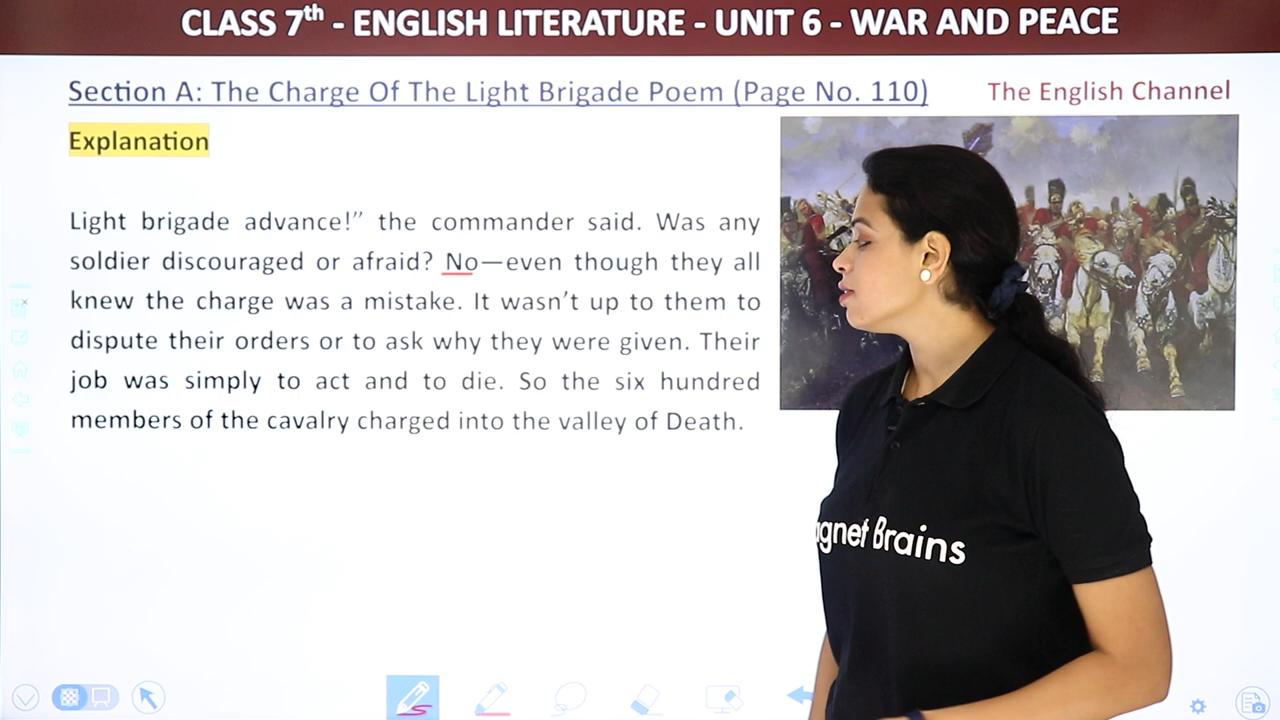 CLASS 7th - ENGLISH LITERATURE - UNIT 6 - WAR AND PEACE
Section A: The Charge Of The Light Brigade Poem (Page No. 110)
The English Channel
Explanation
Light brigade advance!” the commander said. Was any
soldier discouraged or afraid? No—even though they all
knew the charge was a mistake. It wasn’t up to them to
dispute their orders or to ask why they were given. Their
job was simply to act and to die. So the six hundred
members of the cavalry charged into the valley of Death.
agnet Brains